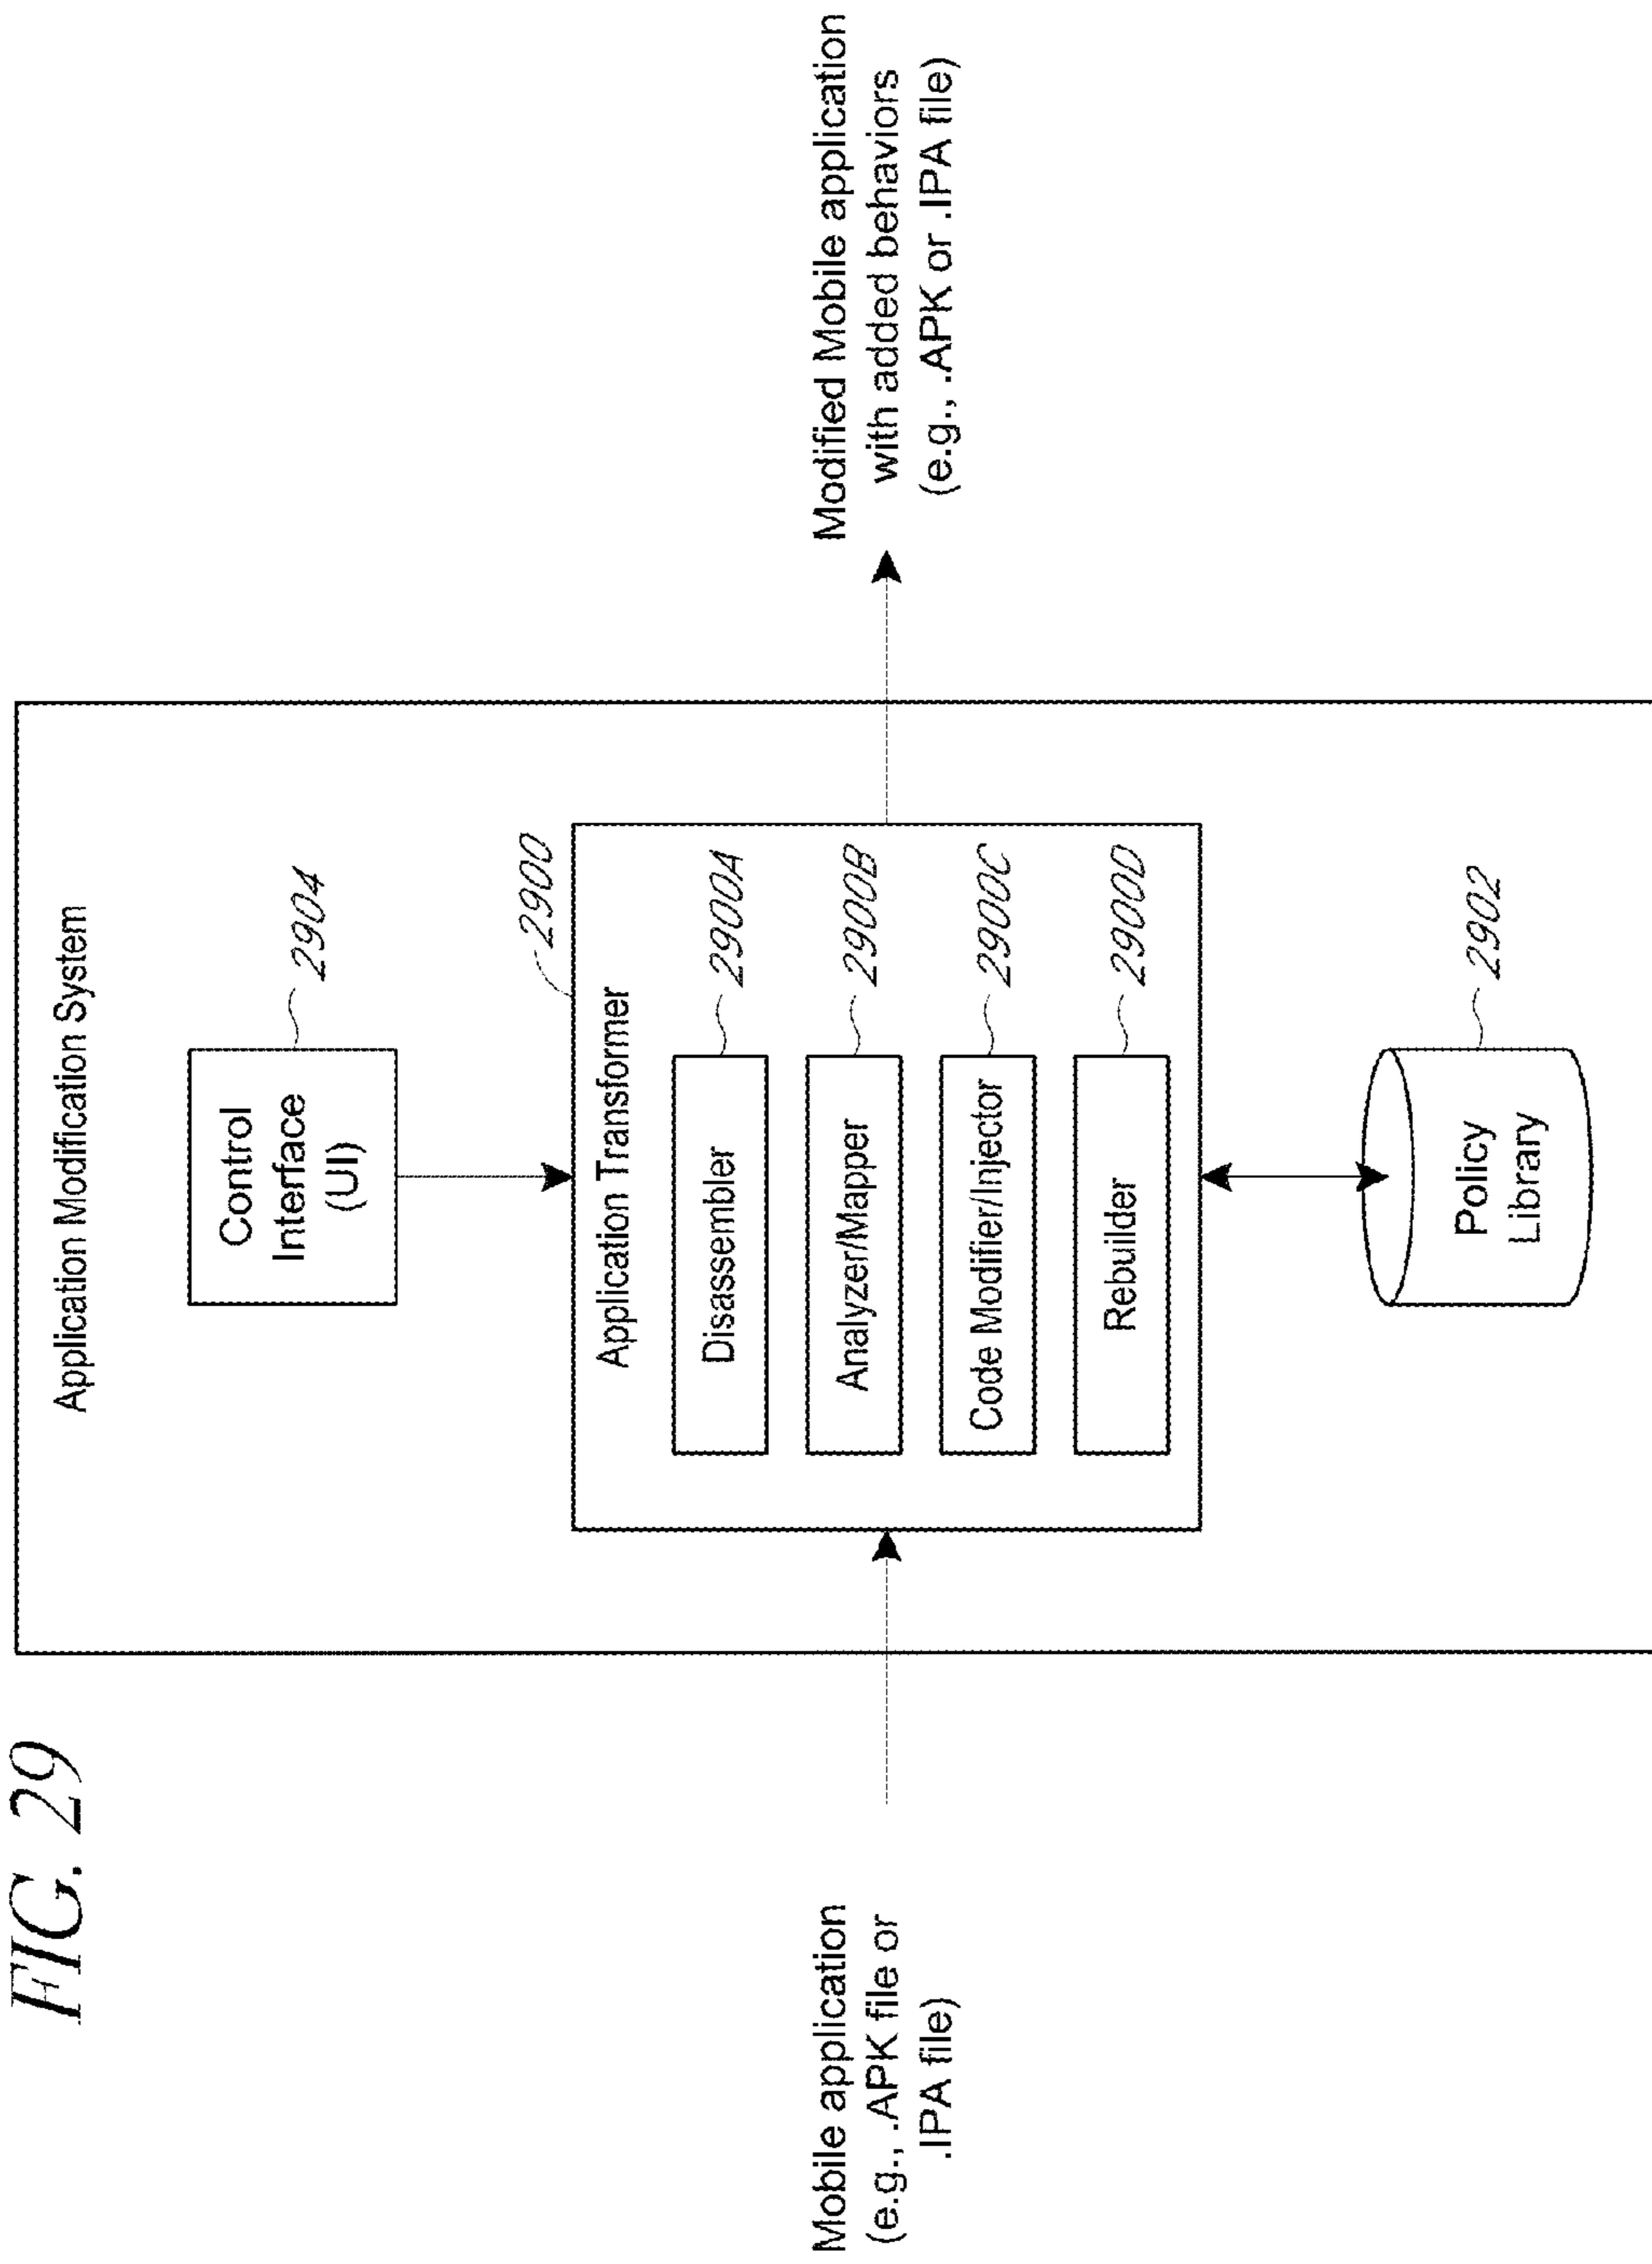 FIG. 29
Application Modification System
Control
Interface
(UI)
2904
2900
Application Transformer
Disassembler
2900A
Analyzer/Mapper
2900B
Code Modifier/Injector
2900C
Rebuilder
2900D
Policy
Library
2902
Mobile application
(e.g., .APK file or
.IPA file)
Modified Mobile application
with added behaviors
(e.g., .APK or .IPA file)